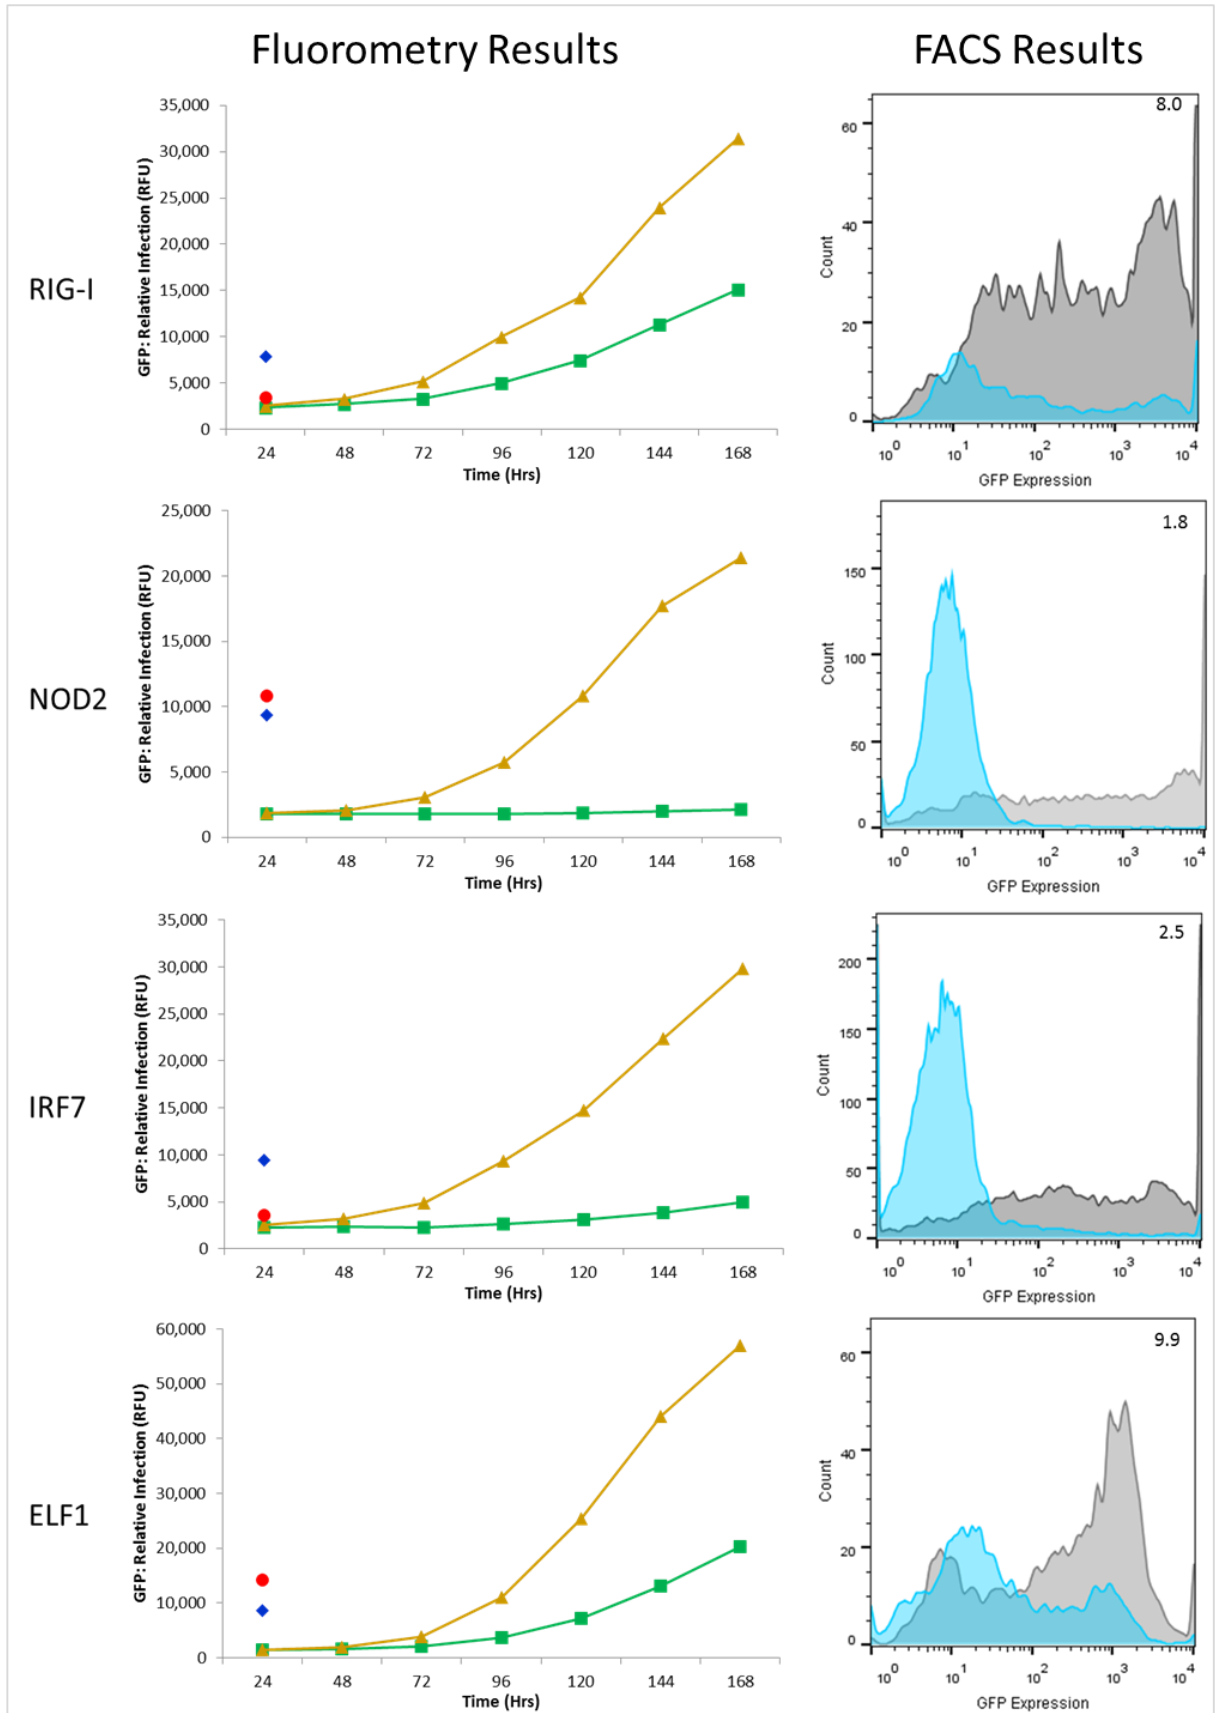 Fluorometry Results
FACS Results
RIG-I
GFP: Relative Infection (RFU)
35,000
30,000
25,000
20,000
15,000
10,000
5,000
0
24 48 72 96 120 144 168
Time (Hrs)
8.0
Count
60
40
20
0
10^0 10^1 10^2 10^3 10^4
GFP Expression
NOD2
GFP: Relative Infection (RFU)
25,000
20,000
15,000
10,000
5,000
0
24 48 72 96 120 144 168
Time (Hrs)
1.8
Count
150
100
50
0
10^0 10^1 10^2 10^3 10^4
GFP Expression
IRF7
GFP: Relative Infection (RFU)
35,000
30,000
25,000
20,000
15,000
10,000
5,000
0
24 48 72 96 120 144 168
Time (Hrs)
2.5
Count
200
150
100
50
0
10^0 10^1 10^2 10^3 10^4
GFP Expression
ELF1
GFP: Relative Infection (RFU)
60,000
50,000
40,000
30,000
20,000
10,000
0
24 48 72 96 120 144 168
Time (Hrs)
9.9
Count
60
40
20
0
10^0 10^1 10^2 10^3 10^4
GFP Expression